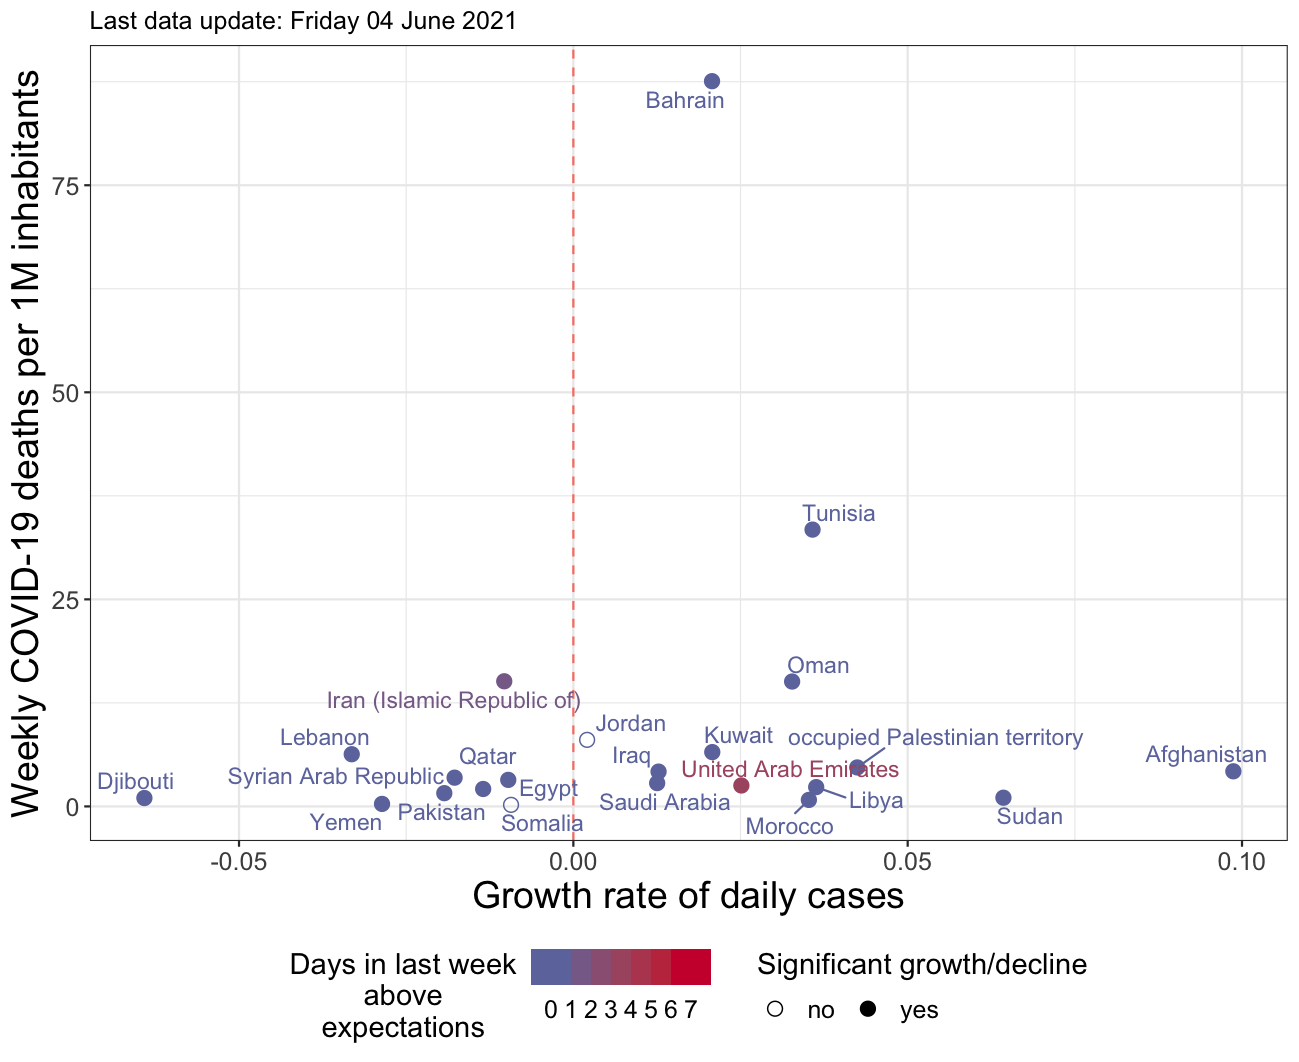 Last data update: Friday 04 June 2021
Weekly COVID-19 deaths per 1M inhabitants
75
50
25
0
Bahrain
Tunisia
Oman
Iran (Islamic Republic of)
Jordan
Lebanon
Kuwait
occupied Palestinian territory
Qatar
Iraq
Afghanistan
Syrian Arab Republic
United Arab Emirates
Djibouti
Egypt
Saudi Arabia
Libya
Pakistan
Sudan
Yemen
Somalia
Morocco
-0.05
0.00
0.05
0.10
Growth rate of daily cases
Days in last week
above
expectations
0 1 2 3 4 5 6 7
Significant growth/decline
no
yes